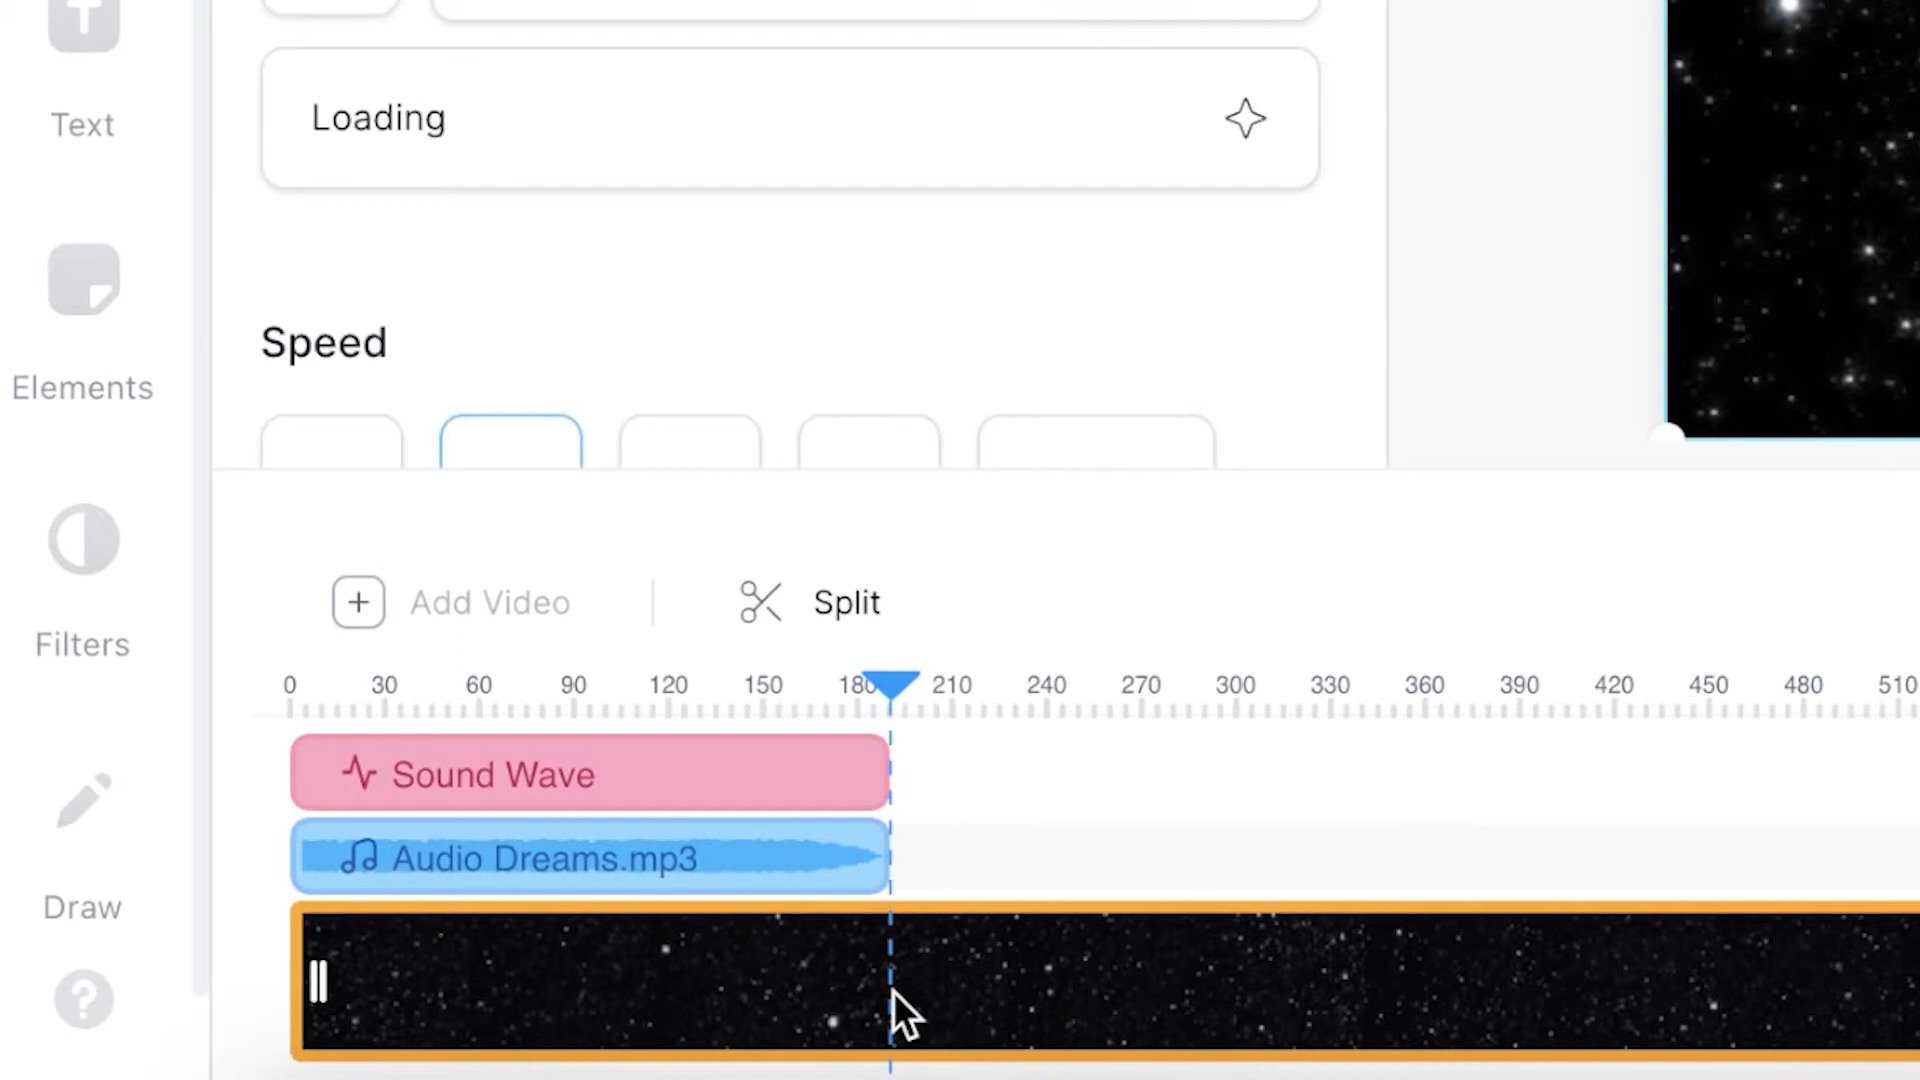 Text
Elements
Filters
Draw
?
Loading
Speed
Add Video
Split
0 30 60 90 120 150 180 210 240 270 300 330 360 390 420 450 480 510
Sound Wave
Audio Dreams.mp3